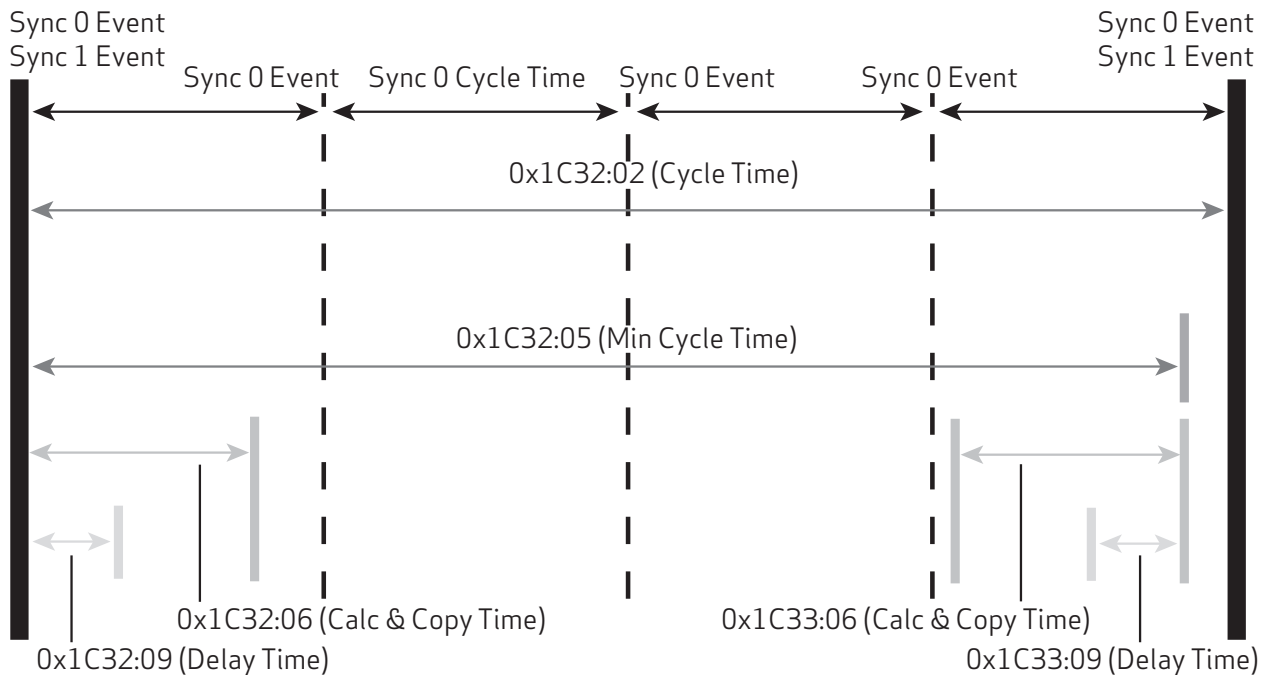 Sync 0 Event
Sync 1 Event
Sync 0 Event
Sync 1 Event
Sync 0 Event
Sync 0 Cycle Time
Sync 0 Event
Sync 0 Event
0x1C32:02 (Cycle Time)
0x1C32:05 (Min Cycle Time)
0x1C32:06 (Calc & Copy Time)
0x1C33:06 (Calc & Copy Time)
0x1C32:09 (Delay Time)
0x1C33:09 (Delay Time)